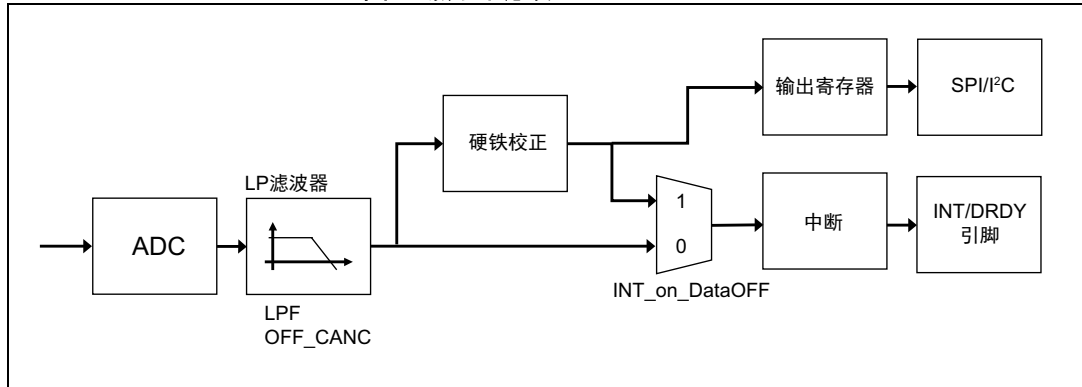 输出寄存器
SPI/I²C
硬铁校正
LP滤波器
ADC
1
0
中断
INT/DRDY
引脚
INT_on_DataOFF
LPF
OFF_CANC